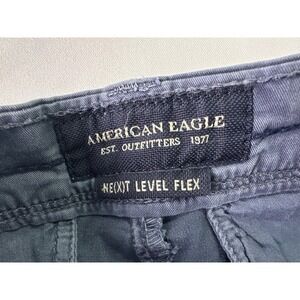 AMERICAN EAGLE
EST. OUTFITTERS 1977
NE(X)T LEVEL FLEX